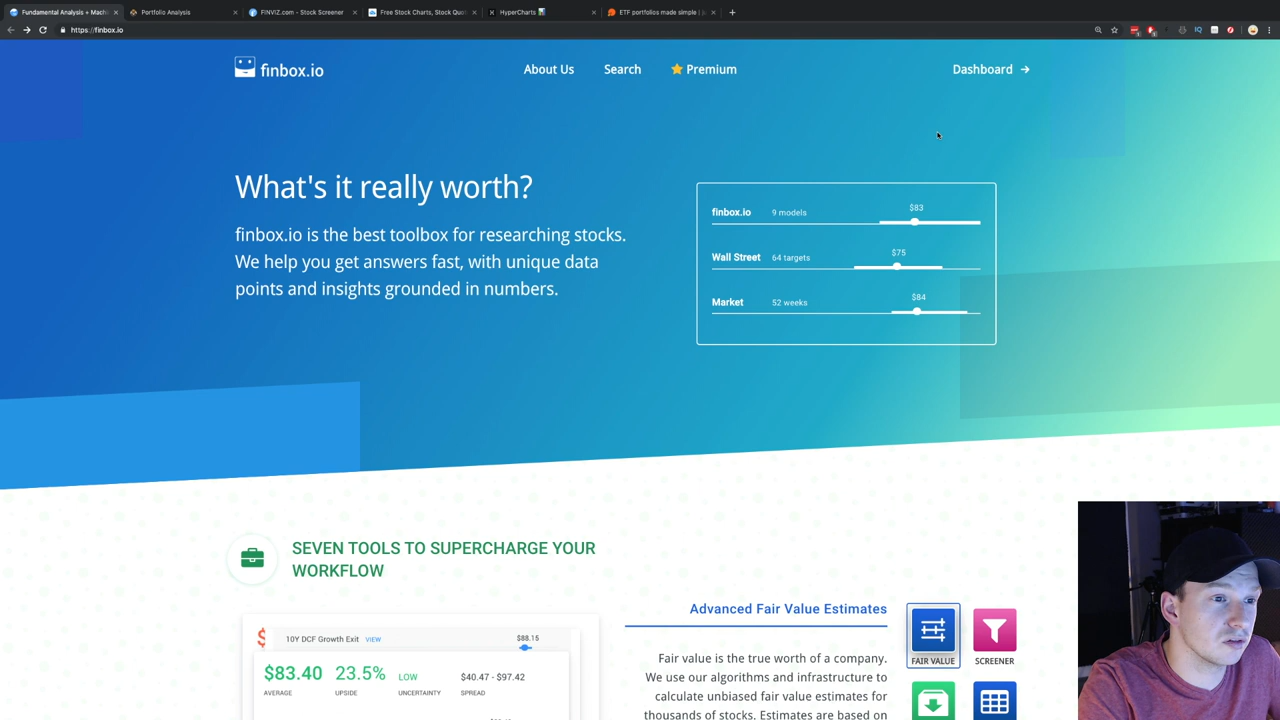 Fundamental Analysis + Mach
Portfolio Analysis
FINVIZ.com - Stock Screener
Free Stock Charts, Stock Quot
HyperCharts
ETF portfolios made simple |
https://finbox.io
finbox.io
About Us
Search
Premium
Dashboard →
What's it really worth?
finbox.io is the best toolbox for researching stocks.
We help you get answers fast, with unique data
points and insights grounded in numbers.
finbox.io 9 models $83
Wall Street 64 targets $75
Market 52 weeks $84
SEVEN TOOLS TO SUPERCHARGE YOUR
WORKFLOW
10Y DCF Growth Exit VIEW $88.15
$83.40 23.5% LOW $40.47 - $97.42
AVERAGE UPSIDE UNCERTAINTY SPREAD
Advanced Fair Value Estimates
Fair value is the true worth of a company.
We use our algorithms and infrastructure to
calculate unbiased fair value estimates for
thousands of stocks. Estimates are based on
FAIR VALUE
SCREENER